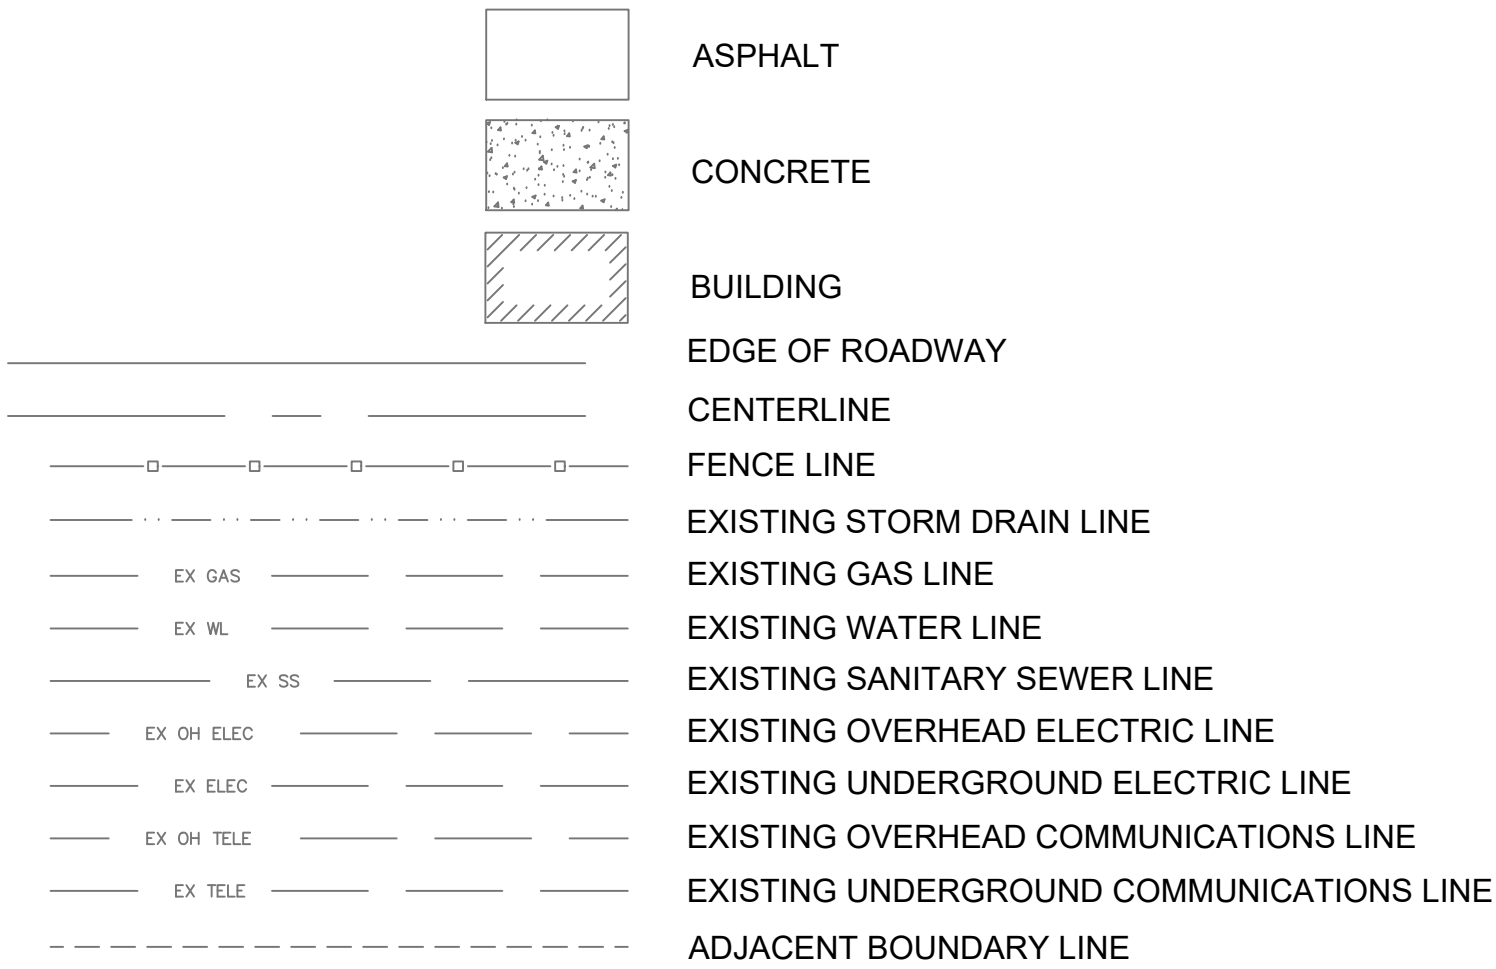 ASPHALT
CONCRETE
BUILDING
EDGE OF ROADWAY
CENTERLINE
FENCE LINE
EXISTING STORM DRAIN LINE
EX GAS EXISTING GAS LINE
EX WL EXISTING WATER LINE
EX SS EXISTING SANITARY SEWER LINE
EX OH ELEC EXISTING OVERHEAD ELECTRIC LINE
EX ELEC EXISTING UNDERGROUND ELECTRIC LINE
EX OH TELE EXISTING OVERHEAD COMMUNICATIONS LINE
EX TELE EXISTING UNDERGROUND COMMUNICATIONS LINE
ADJACENT BOUNDARY LINE